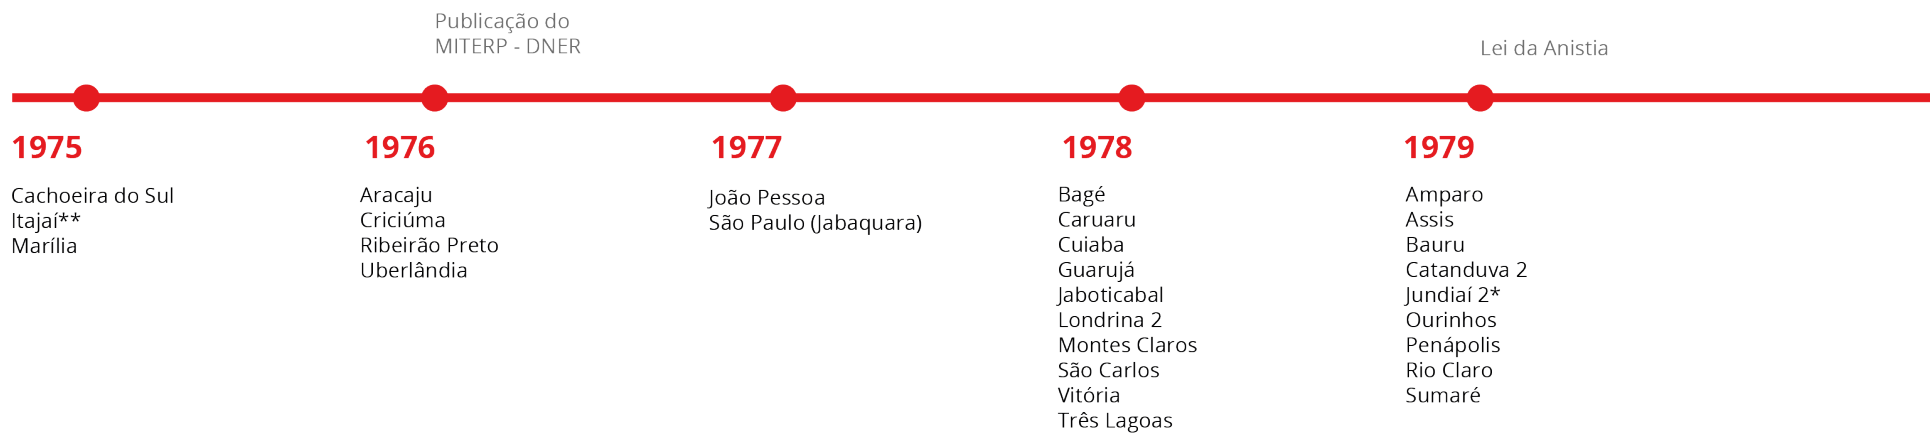 Publicação do
MITERP - DNER
Lei da Anistia
1975
Cachoeira do Sul
Itajaí**
Marília
1976
Aracaju
Criciúma
Ribeirão Preto
Uberlândia
1977
João Pessoa
São Paulo (Jabaquara)
1978
Bagé
Caruaru
Cuiaba
Guarujá
Jaboticabal
Londrina 2
Montes Claros
São Carlos
Vitória
Três Lagoas
1979
Amparo
Assis
Bauru
Catanduva 2
Jundiaí 2*
Ourinhos
Penápolis
Rio Claro
Sumaré